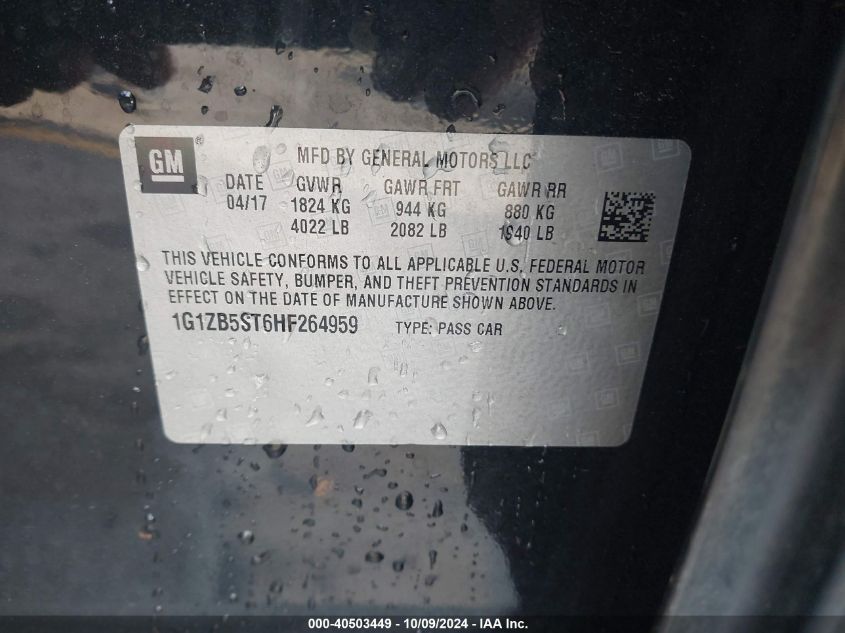 GM ®
MFD BY GENERAL MOTORS LLC
DATE GVWR GAWR FRT GAWR RR
04/17 1824 KG 944 KG 880 KG
4022 LB 2082 LB 1940 LB
THIS VEHICLE CONFORMS TO ALL APPLICABLE U.S. FEDERAL MOTOR
VEHICLE SAFETY, BUMPER, AND THEFT PREVENTION STANDARDS IN
EFFECT ON THE DATE OF MANUFACTURE SHOWN ABOVE.
1G1ZB5ST6HF264959 TYPE: PASS CAR
000-40503449 - 10/09/2024 - IAA Inc.